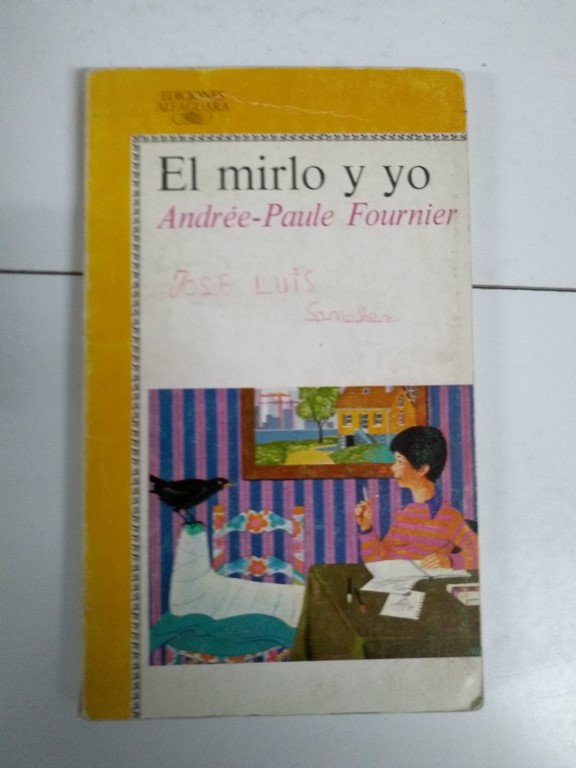 EDICIONES
ALFAGUARA
El mirlo y yo
Andrée-Paule Fournier
JOSE LUIS
Sanchez